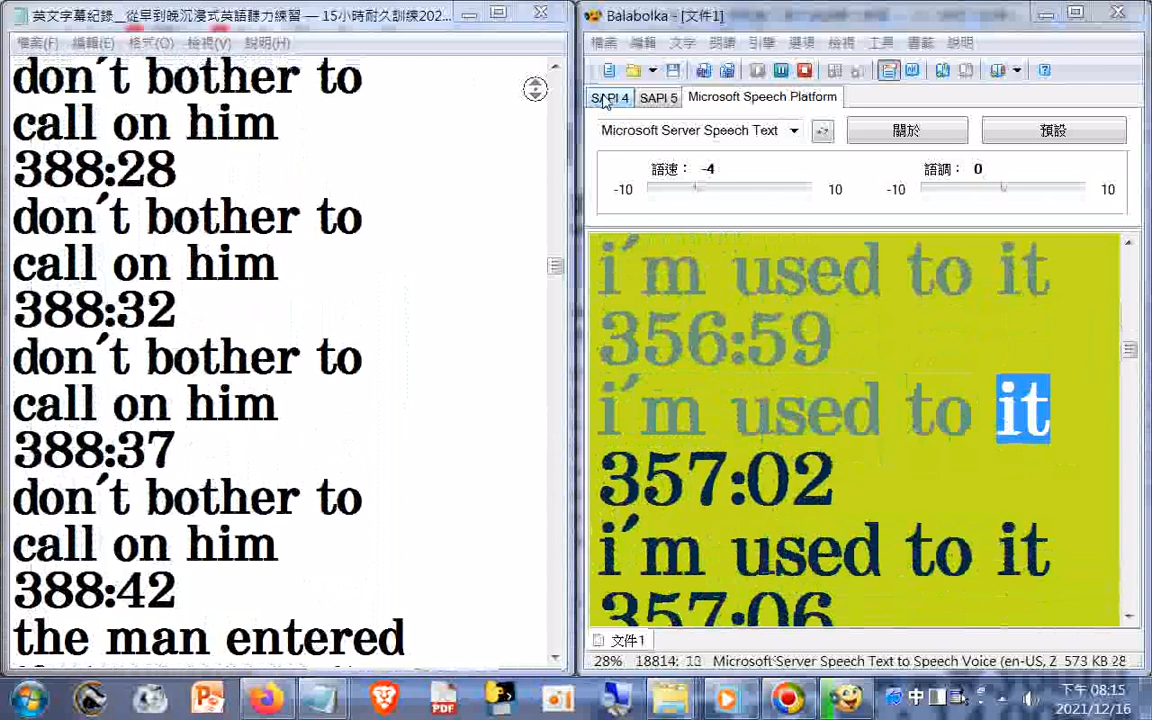 英文字幕紀錄__從早到晚沉浸式英語聽力練習 — 15小時耐久訓練202...
檔案(F) 編輯(E) 格式(O) 檢視(V) 說明(H)
don´t bother to
call on him
388:28
don´t bother to
call on him
388:32
don´t bother to
call on him
388:37
don´t bother to
call on him
388:42
the man entered
Balabolka - [文件1]
檔案 編輯 文字 朗讀 引擎 選項 檢視 工具 書籤 說明
SAPI 4 SAPI 5 Microsoft Speech Platform
Microsoft Server Speech Text 關於 預設
語速： -4 語調： 0
-10 10 -10 10
i´m used to it
356:59
i´m used to it
357:02
i´m used to it
357:06
文件1
28% 18814: Microsoft Server Speech Text to Speech Voice (en-US, 573 KB
PDF
中
下午 08:15
2021/12/16